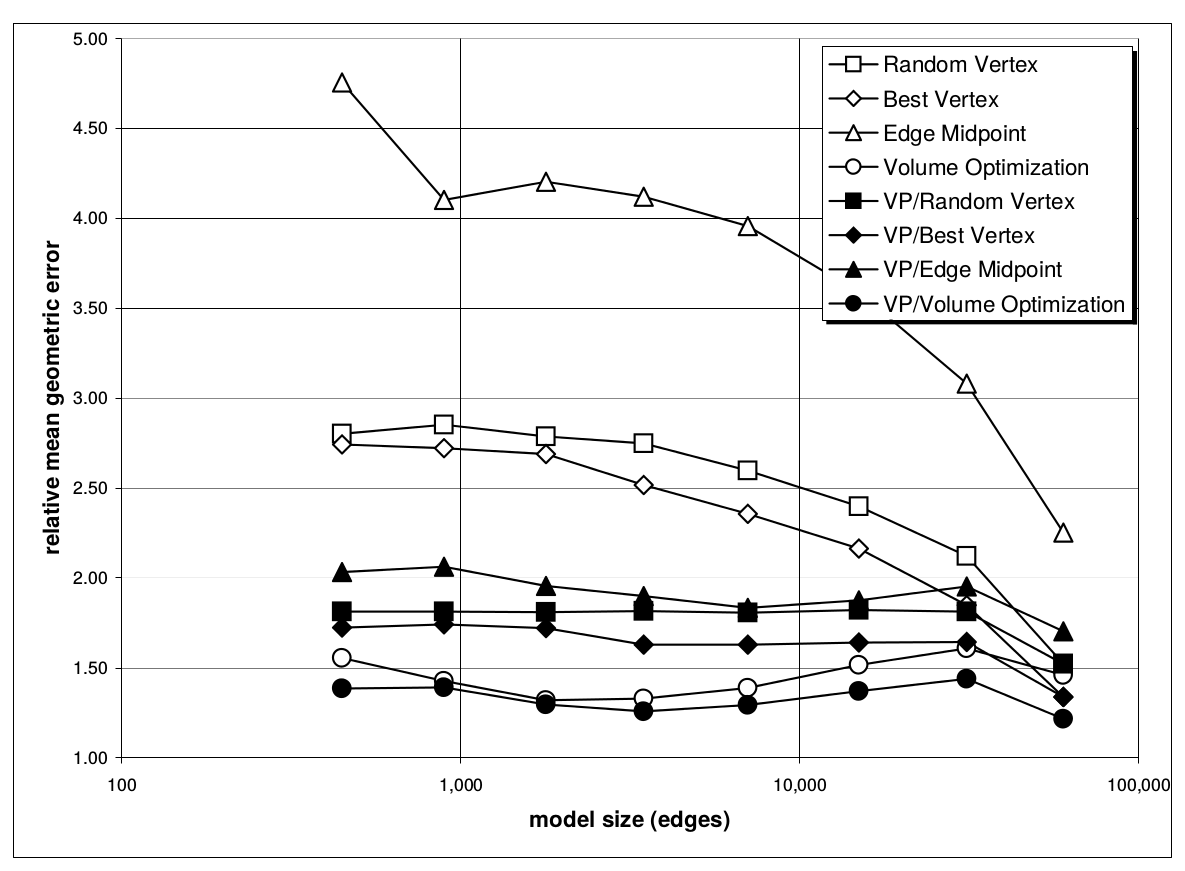 5.00
4.50
4.00
3.50
3.00
2.50
2.00
1.50
1.00
relative mean geometric error
Random Vertex
Best Vertex
Edge Midpoint
Volume Optimization
VP/Random Vertex
VP/Best Vertex
VP/Edge Midpoint
VP/Volume Optimization
100
1,000
10,000
100,000
model size (edges)